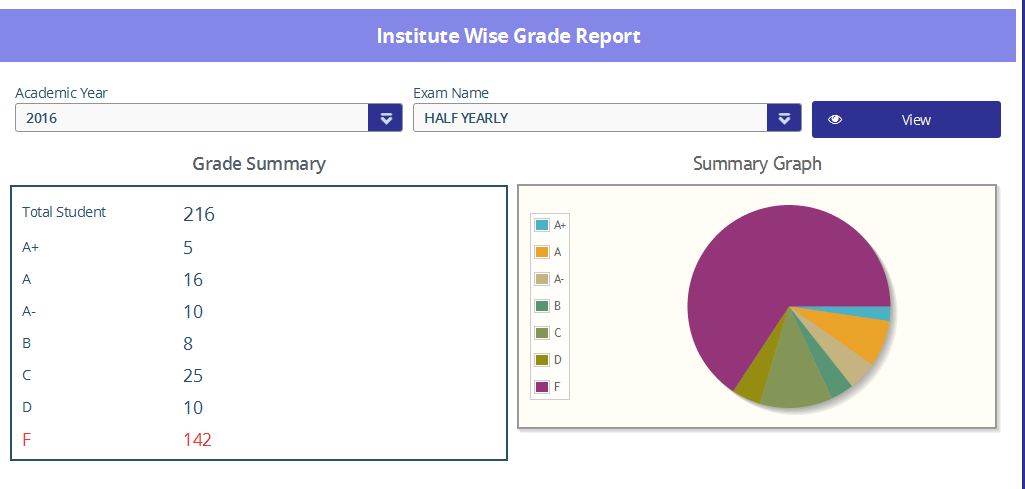 Institute Wise Grade Report
Academic Year
Exam Name
2016
HALF YEARLY
View
Grade Summary
Total Student 216
A+ 5
A 16
A- 10
B 8
C 25
D 10
F 142
Summary Graph
A+
A
A-
B
C
D
F